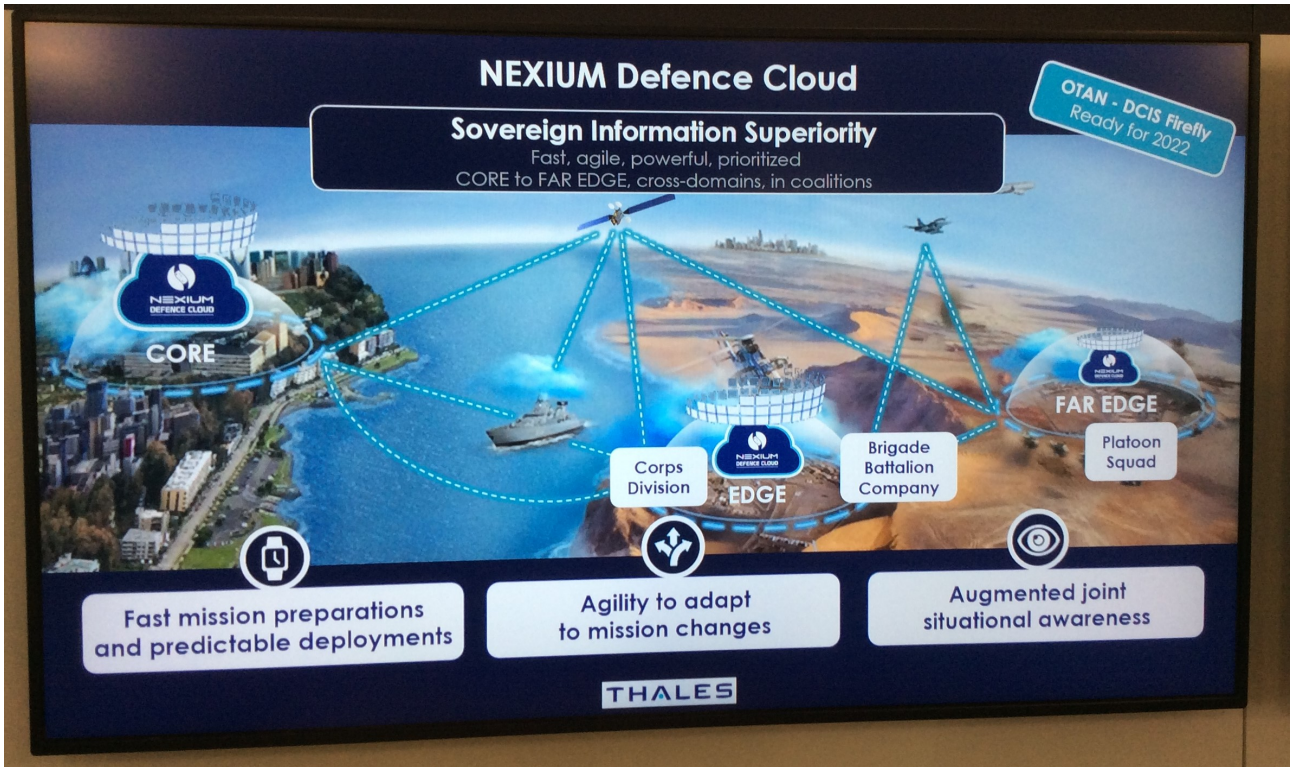 NEXIUM Defence Cloud
OTAN - DCIS Firefly
Ready for 2022
Sovereign Information Superiority
Fast, agile, powerful, prioritized
CORE to FAR EDGE, cross-domains, in coalitions
NEXIUM
DEFENCE CLOUD
CORE
NEXIUM
DEFENCE CLOUD
FAR EDGE
Platoon
Squad
Brigade
Battalion
Company
NEXIUM
DEFENCE CLOUD
EDGE
Corps
Division
Fast mission preparations
and predictable deployments
Agility to adapt
to mission changes
Augmented joint
situational awareness
THALES